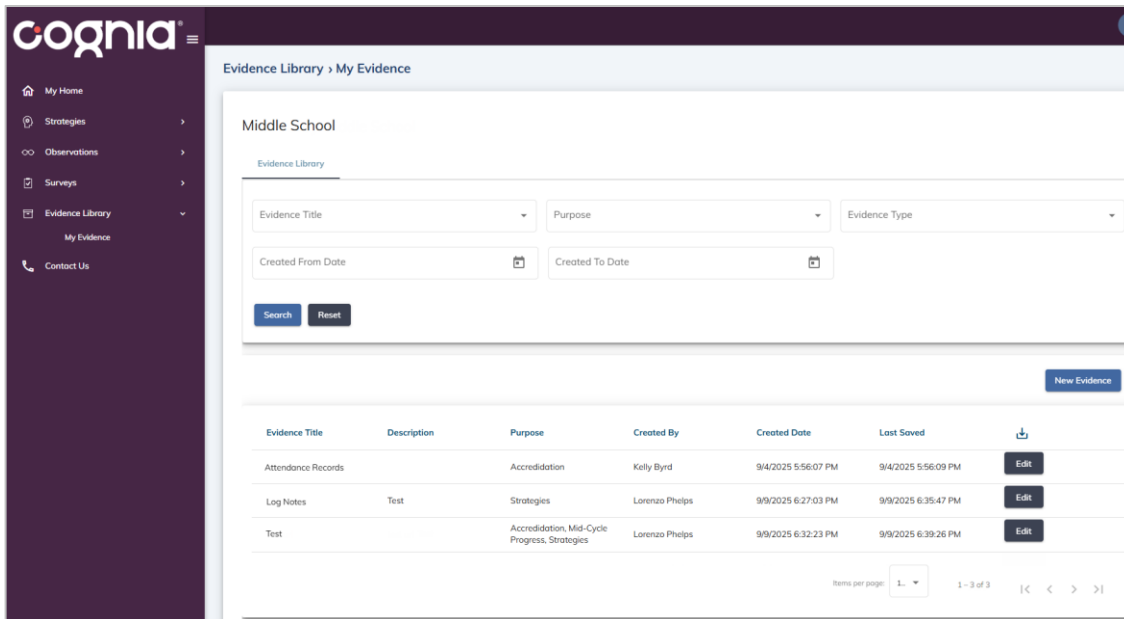 cognia
Evidence Library › My Evidence
My Home
Strategies
Observations
Surveys
Evidence Library
My Evidence
Contact Us
Middle School
Evidence Library
Evidence Title Purpose Evidence Type
Created From Date Created To Date
Search Reset
New Evidence
Evidence Title Description Purpose Created By Created Date Last Saved
Attendance Records Accredidation Kelly Byrd 9/4/2025 5:56:07 PM 9/4/2025 5:56:09 PM Edit
Log Notes Test Strategies Lorenzo Phelps 9/9/2025 6:27:03 PM 9/9/2025 6:35:47 PM Edit
Test Accredidation, Mid-Cycle Progress, Strategies Lorenzo Phelps 9/9/2025 6:32:23 PM 9/9/2025 6:39:26 PM Edit
Items per page: 1.. 1 – 3 of 3